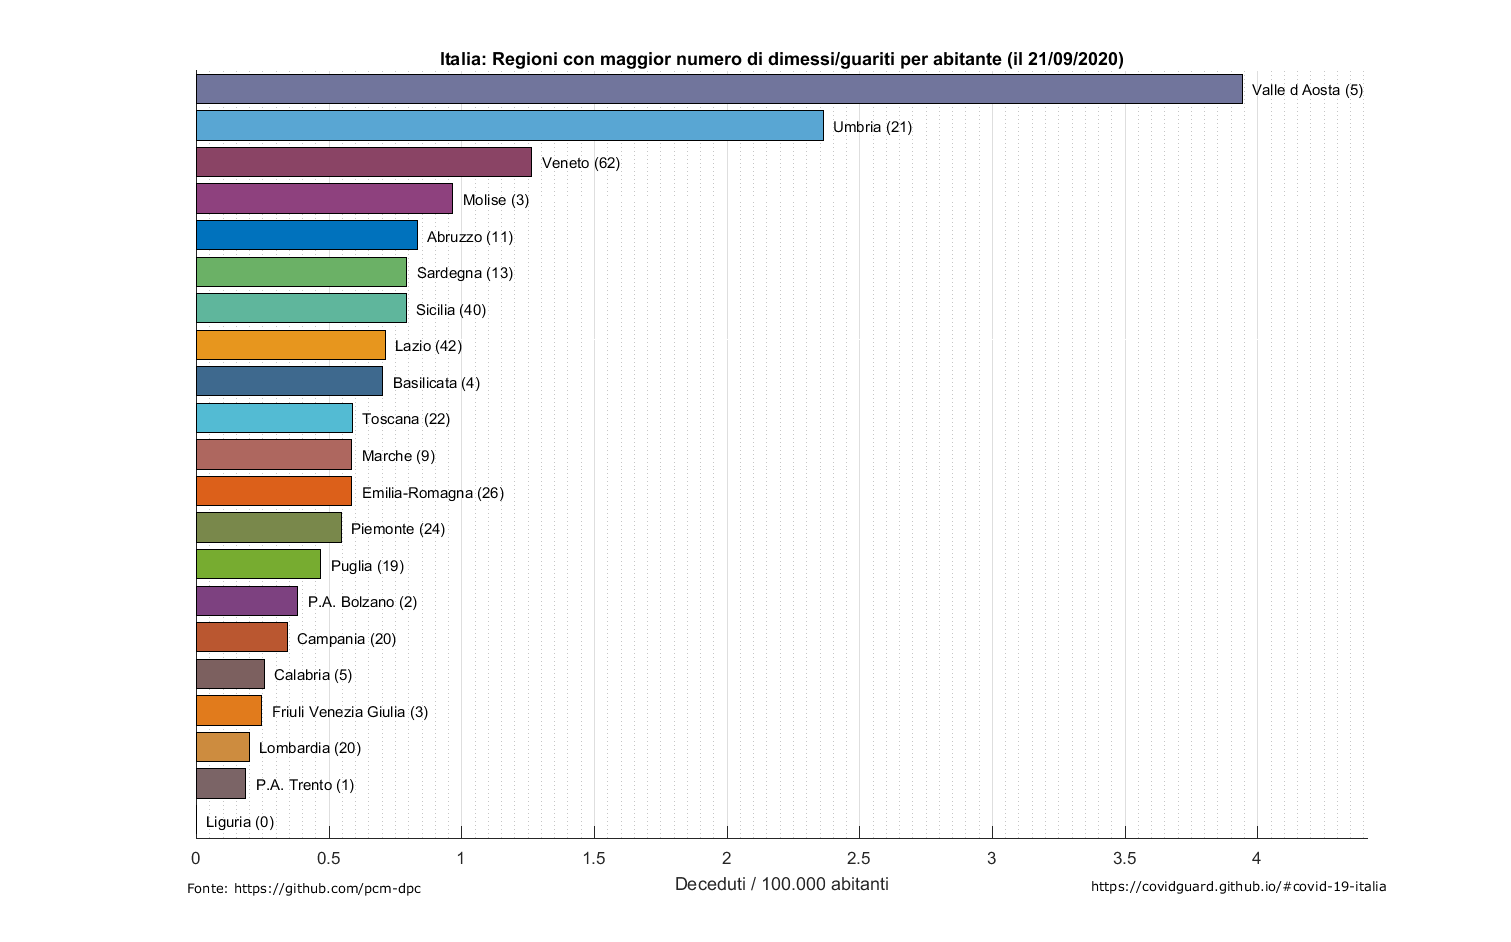 Italia: Regioni con maggior numero di dimessi/guariti per abitante (il 21/09/2020)
Valle d Aosta (5)
Umbria (21)
Veneto (62)
Molise (3)
Abruzzo (11)
Sardegna (13)
Sicilia (40)
Lazio (42)
Basilicata (4)
Toscana (22)
Marche (9)
Emilia-Romagna (26)
Piemonte (24)
Puglia (19)
P.A. Bolzano (2)
Campania (20)
Calabria (5)
Friuli Venezia Giulia (3)
Lombardia (20)
P.A. Trento (1)
Liguria (0)
0 0.5 1 1.5 2 2.5 3 3.5 4
Deceduti / 100.000 abitanti
Fonte: https://github.com/pcm-dpc
https://covidguard.github.io/#covid-19-italia